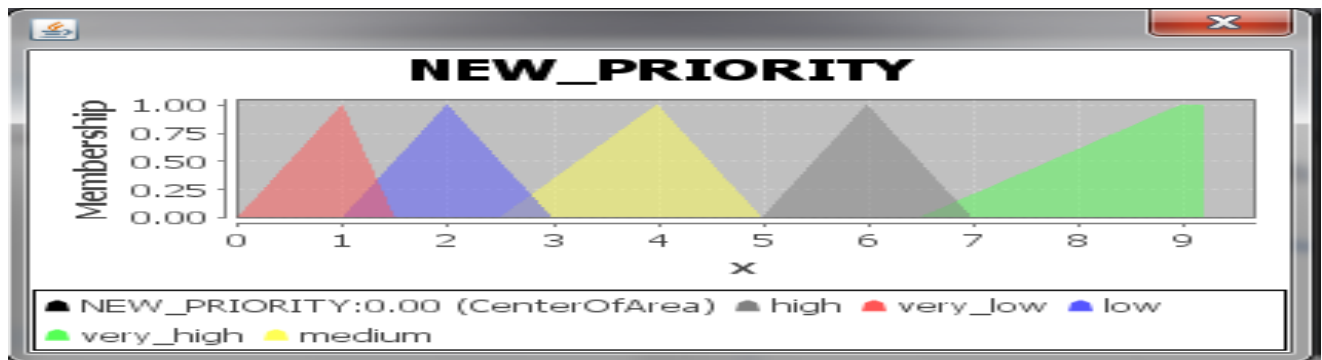 NEW_PRIORITY
Membership
1.00
0.75
0.50
0.25
0.00
0 1 2 3 4 5 6 7 8 9
x
NEW_PRIORITY:0.00 (CenterOfArea) high very_low low
very_high medium